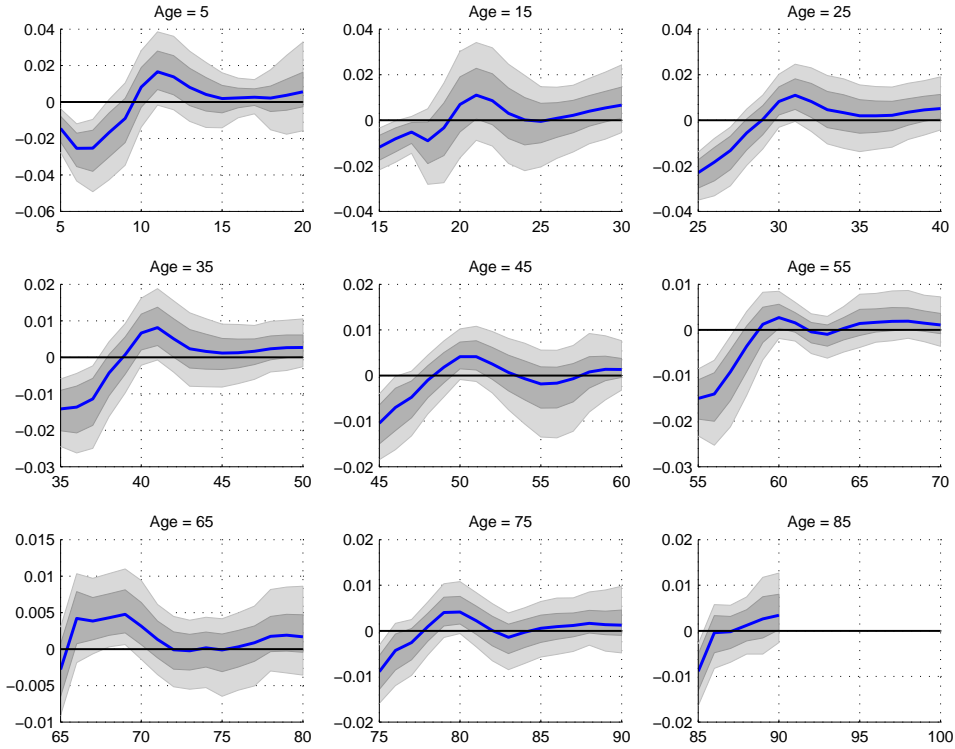 Age = 5
Age = 15
Age = 25
0.04
0.02
0
−0.02
−0.04
−0.06
5 10 15 20
0.04
0.02
0
−0.02
−0.04
15 20 25 30
0.04
0.02
0
−0.02
−0.04
25 30 35 40
Age = 35
Age = 45
Age = 55
0.02
0.01
0
−0.01
−0.02
−0.03
35 40 45 50
0.02
0.01
0
−0.01
−0.02
45 50 55 60
0.01
0
−0.01
−0.02
−0.03
55 60 65 70
Age = 65
Age = 75
Age = 85
0.015
0.01
0.005
0
−0.005
−0.01
65 70 75 80
0.02
0.01
0
−0.01
−0.02
75 80 85 90
0.02
0.01
0
−0.01
−0.02
85 90 95 100